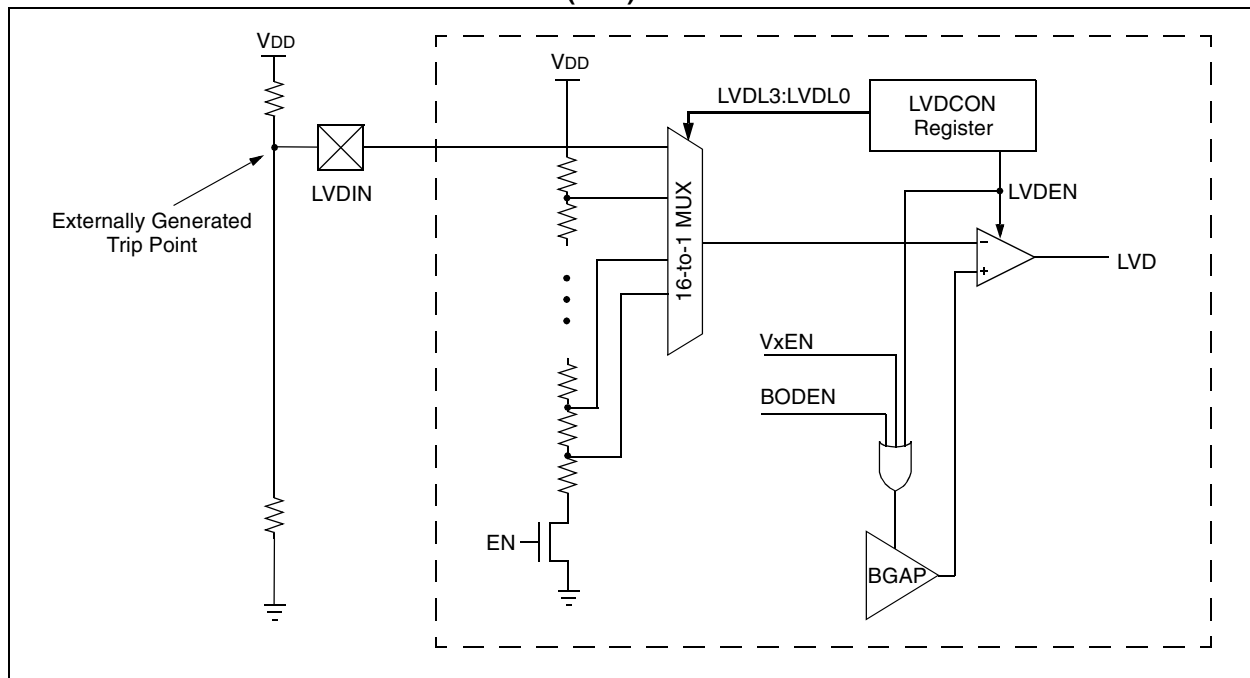 VDD
VDD
LVDL3:LVDL0
LVDCON
Register
LVDIN
LVDEN
Externally Generated
Trip Point
16-to-1 MUX
–
+
LVD
VxEN
BODEN
EN
BGAP